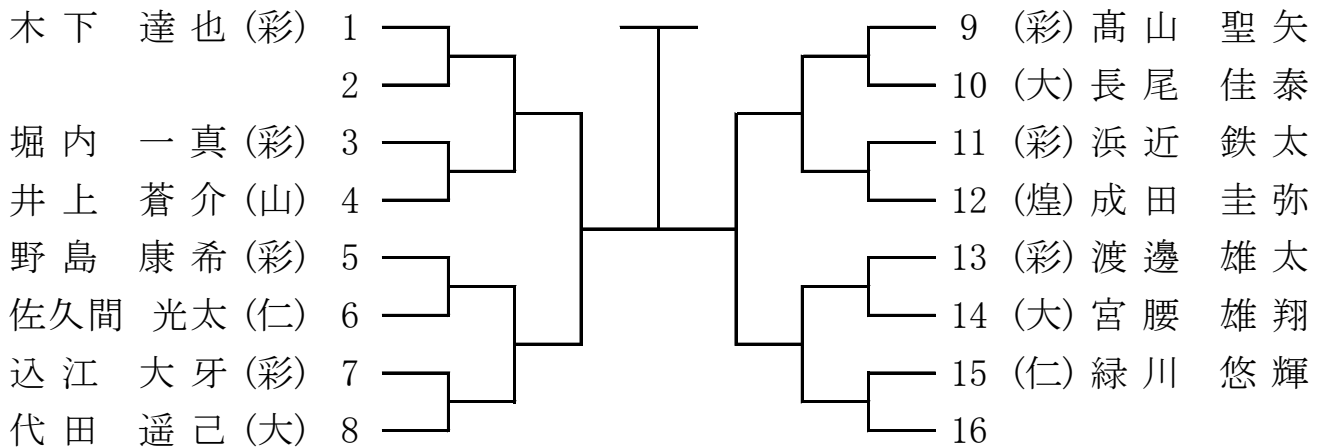 木下 達也 (彩) 1
2
堀内 一真 (彩) 3
井上 蒼介 (山) 4
野島 康希 (彩) 5
佐久間 光太 (仁) 6
込江 大牙 (彩) 7
代田 遥己 (大) 8
9 (彩) 髙山 聖矢
10 (大) 長尾 佳泰
11 (彩) 浜近 鉄太
12 (煌) 成田 圭弥
13 (彩) 渡邊 雄太
14 (大) 宮腰 雄翔
15 (仁) 緑川 悠輝
16